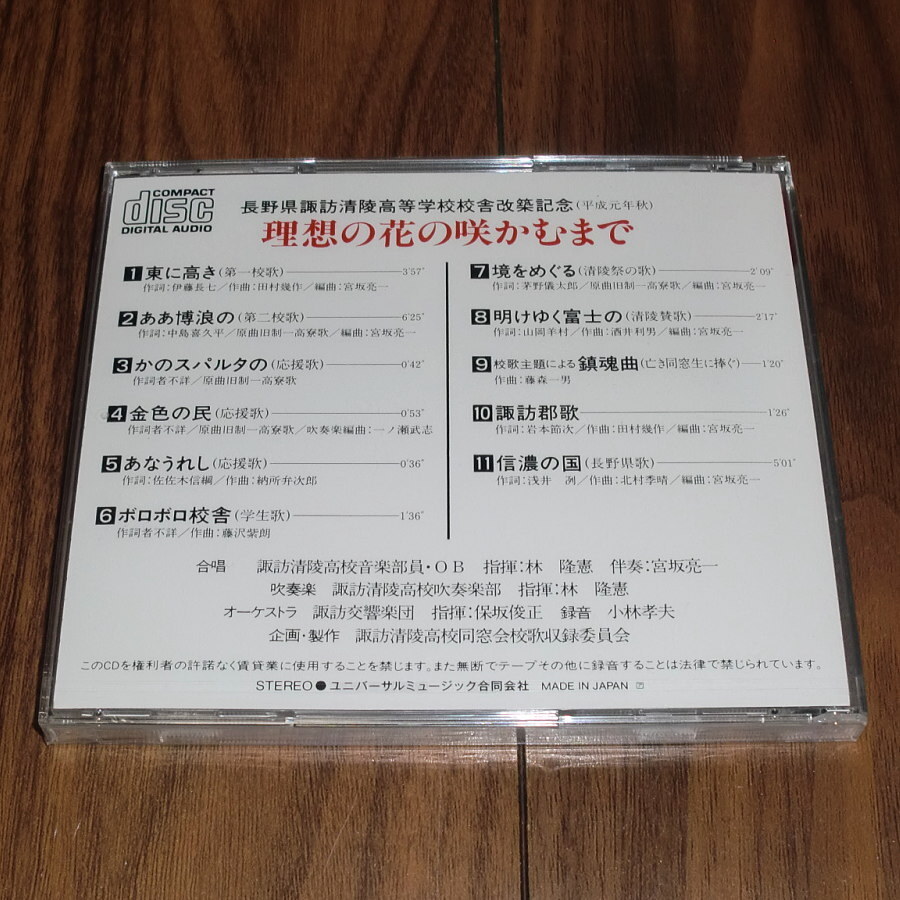 COMPACT
disc
DIGITAL AUDIO
長野県諏訪清陵高等学校校舎改築記念(平成元年秋)
理想の花の咲かむまで
1 東に高き(第一校歌) 3'57"
作詞:伊藤長七/作曲:田村幾作/編曲:宮坂亮一
2 ああ博浪の(第二校歌) 6'25"
作詞:中島喜久平/原曲旧制一高寮歌/編曲:宮坂亮一
3 かのスパルタの(応援歌) 0'42"
作詞者不詳/原曲旧制一高寮歌
4 金色の民(応援歌) 0'53"
作詞者不詳/原曲旧制一高寮歌/吹奏楽編曲:一ノ瀬武志
5 あなうれし(応援歌) 0'36"
作詞:佐佐木信綱/作曲:納所弁次郎
6 ボロボロ校舎(学生歌) 1'36"
作詞者不詳/作曲:藤沢紫朗
7 境をめぐる(清陵祭の歌) 2'09"
作詞:茅野儀太郎/原曲旧制一高寮歌/編曲:宮坂亮一
8 明けゆく富士の(清陵賛歌) 2'17"
作詞:山岡羊村/作曲:酒井利男/編曲:宮坂亮一
9 校歌主題による鎮魂曲(亡き同窓生に捧ぐ) 1'20"
作曲:藤森一男
10 諏訪郡歌 1'26"
作詞:岩本節次/作曲:田村幾作/編曲:宮坂亮一
11 信濃の国(長野県歌) 5'01"
作詞:浅井 洌/作曲:北村季晴/編曲:宮坂亮一
合唱 諏訪清陵高校音楽部員・OB 指揮:林 隆憲 伴奏:宮坂亮一
吹奏楽 諏訪清陵高校吹奏楽部 指揮:林 隆憲
オーケストラ 諏訪交響楽団 指揮:保坂俊正 録音 小林孝夫
企画・製作 諏訪清陵高校同窓会校歌収録委員会
このCDを権利者の許諾なく賃貸業に使用することを禁じます。また無断でテープその他に録音することは法律で禁じられています。
STEREO● ユニバーサルミュージック合同会社 MADE IN JAPAN